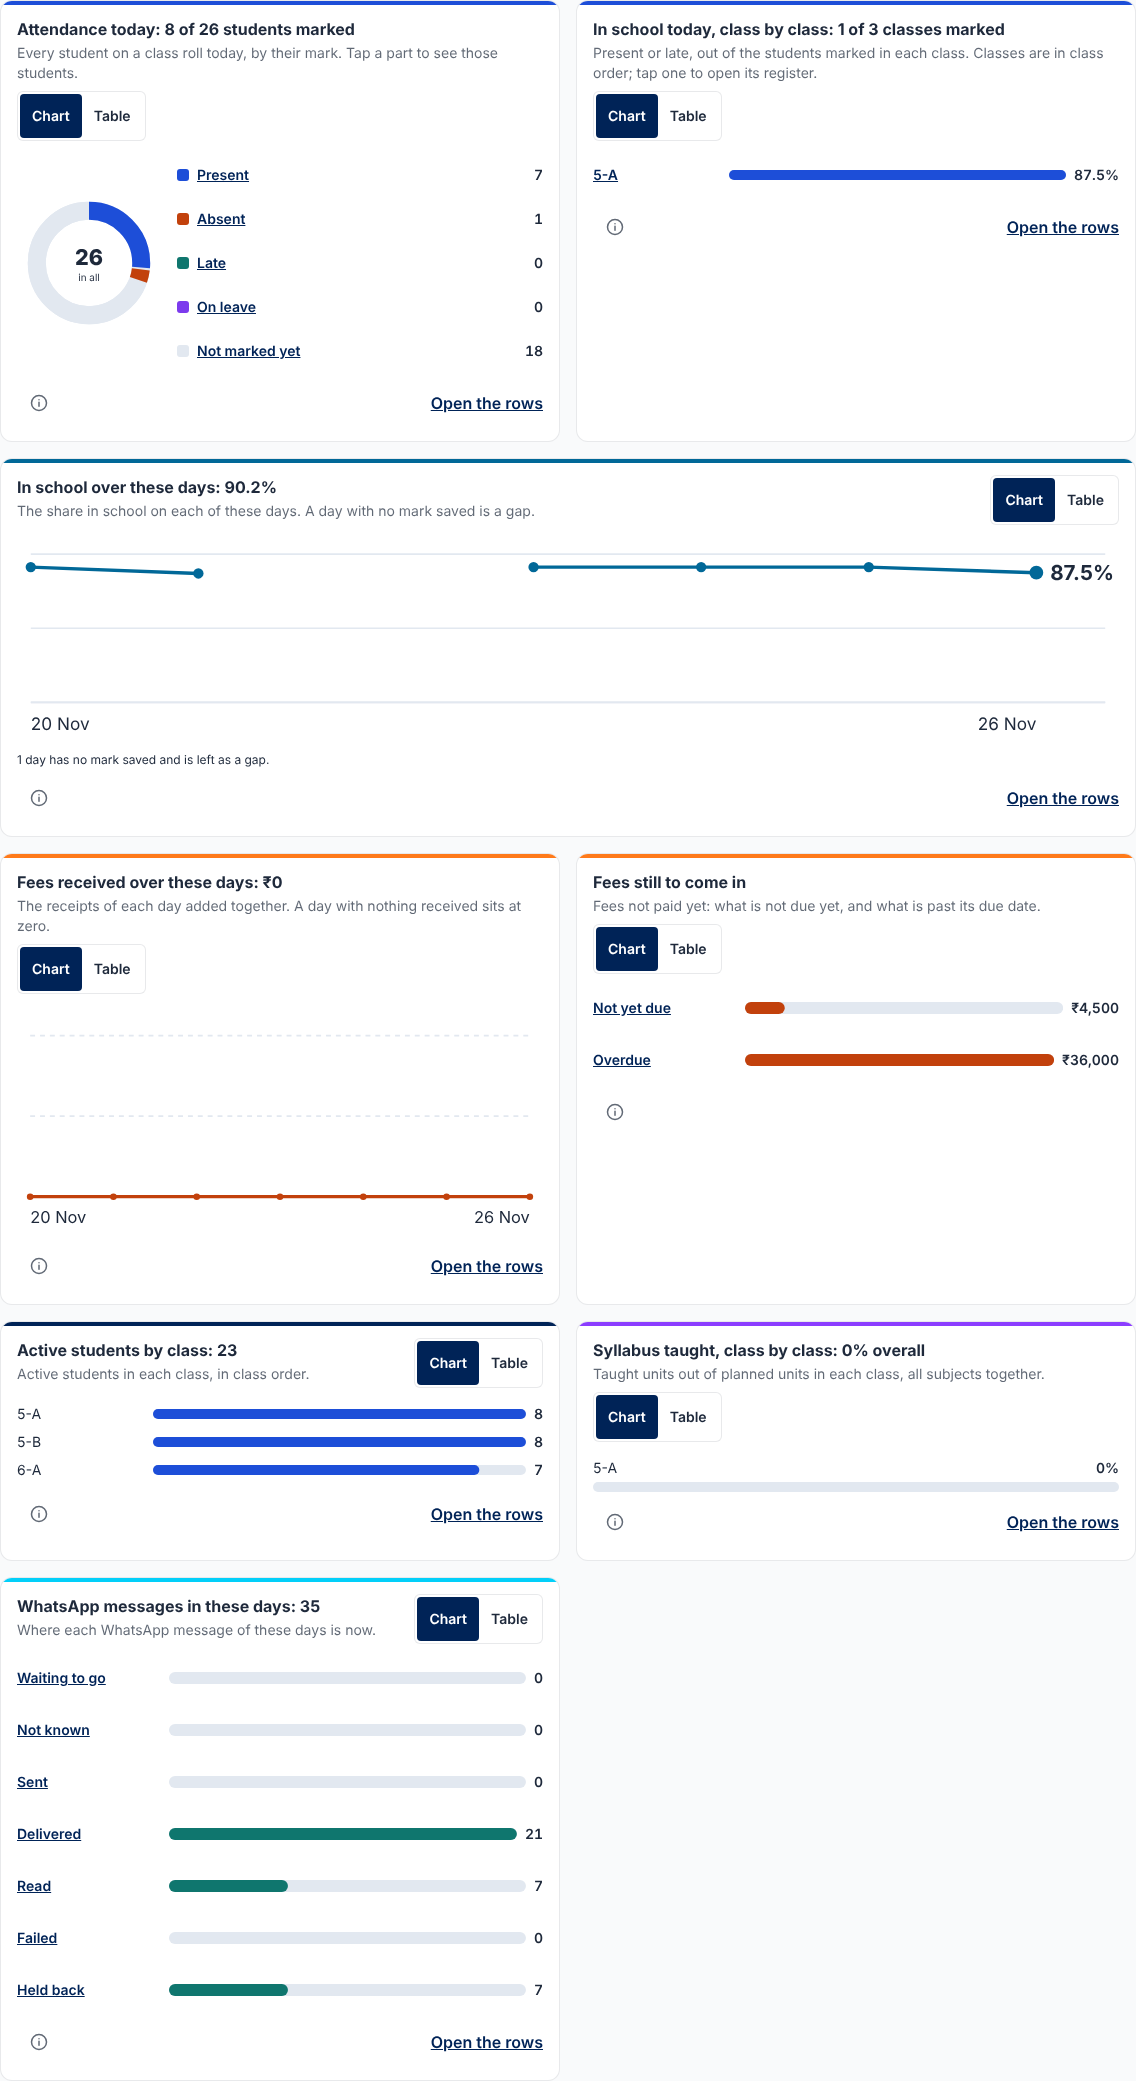 Attendance today: 8 of 26 students marked
Every student on a class roll today, by their mark. Tap a part to see those
students.
Chart Table
26
in all
Present 7
Absent 1
Late 0
On leave 0
Not marked yet 18
Open the rows
In school today, class by class: 1 of 3 classes marked
Present or late, out of the students marked in each class. Classes are in class
order; tap one to open its register.
Chart Table
5-A 87.5%
Open the rows
In school over these days: 90.2%
The share in school on each of these days. A day with no mark saved is a gap.
Chart Table
87.5%
20 Nov 26 Nov
1 day has no mark saved and is left as a gap.
Open the rows
Fees received over these days: ₹0
The receipts of each day added together. A day with nothing received sits at
zero.
Chart Table
20 Nov 26 Nov
Open the rows
Fees still to come in
Fees not paid yet: what is not due yet, and what is past its due date.
Chart Table
Not yet due ₹4,500
Overdue ₹36,000
Active students by class: 23
Active students in each class, in class order.
Chart Table
5-A 8
5-B 8
6-A 7
Open the rows
Syllabus taught, class by class: 0% overall
Taught units out of planned units in each class, all subjects together.
Chart Table
5-A 0%
Open the rows
WhatsApp messages in these days: 35
Where each WhatsApp message of these days is now.
Chart Table
Waiting to go 0
Not known 0
Sent 0
Delivered 21
Read 7
Failed 0
Held back 7
Open the rows